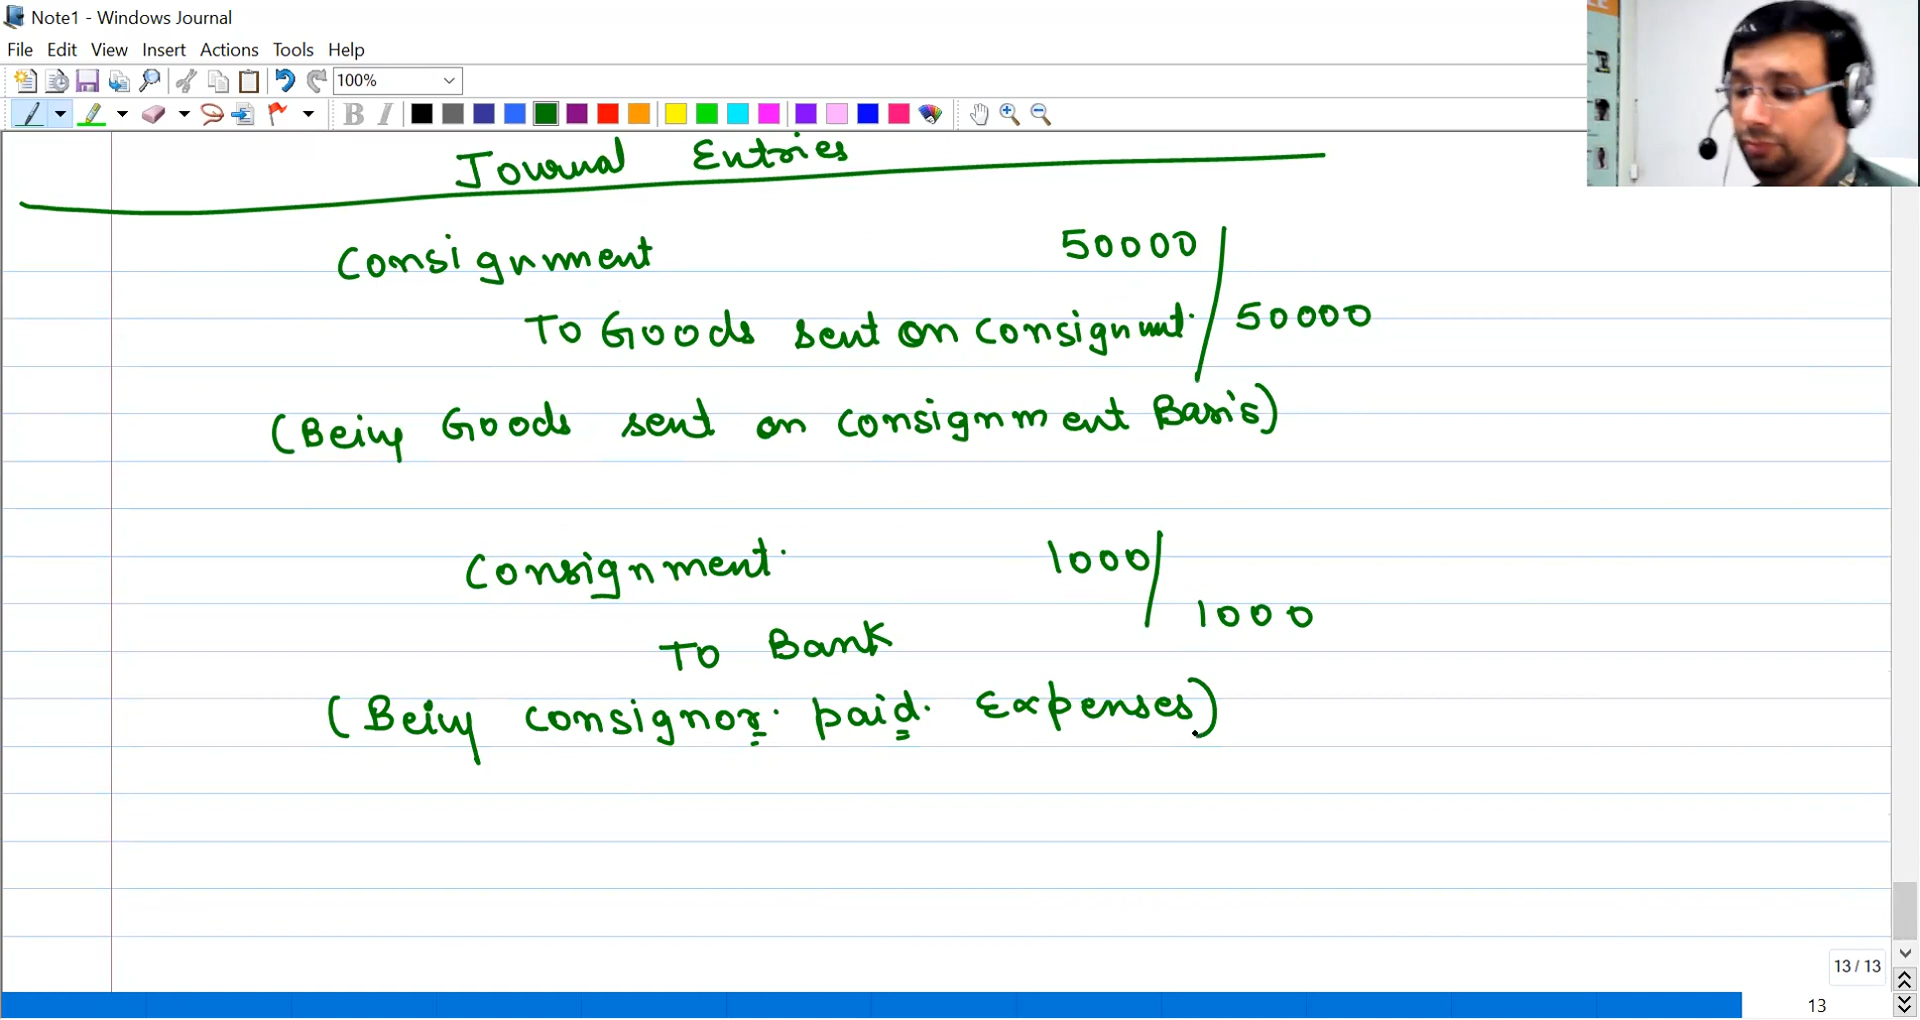 Note1 - Windows Journal
File Edit View Insert Actions Tools Help
100%
B I
Journal Entries
Consignment 50000
To Goods sent on Consignmnt. 50000
(Being Goods sent on consignment Basis)
Consignment. 1000
1000
To Bank
(Being consignor. paid. Expenses)
13 / 13
13